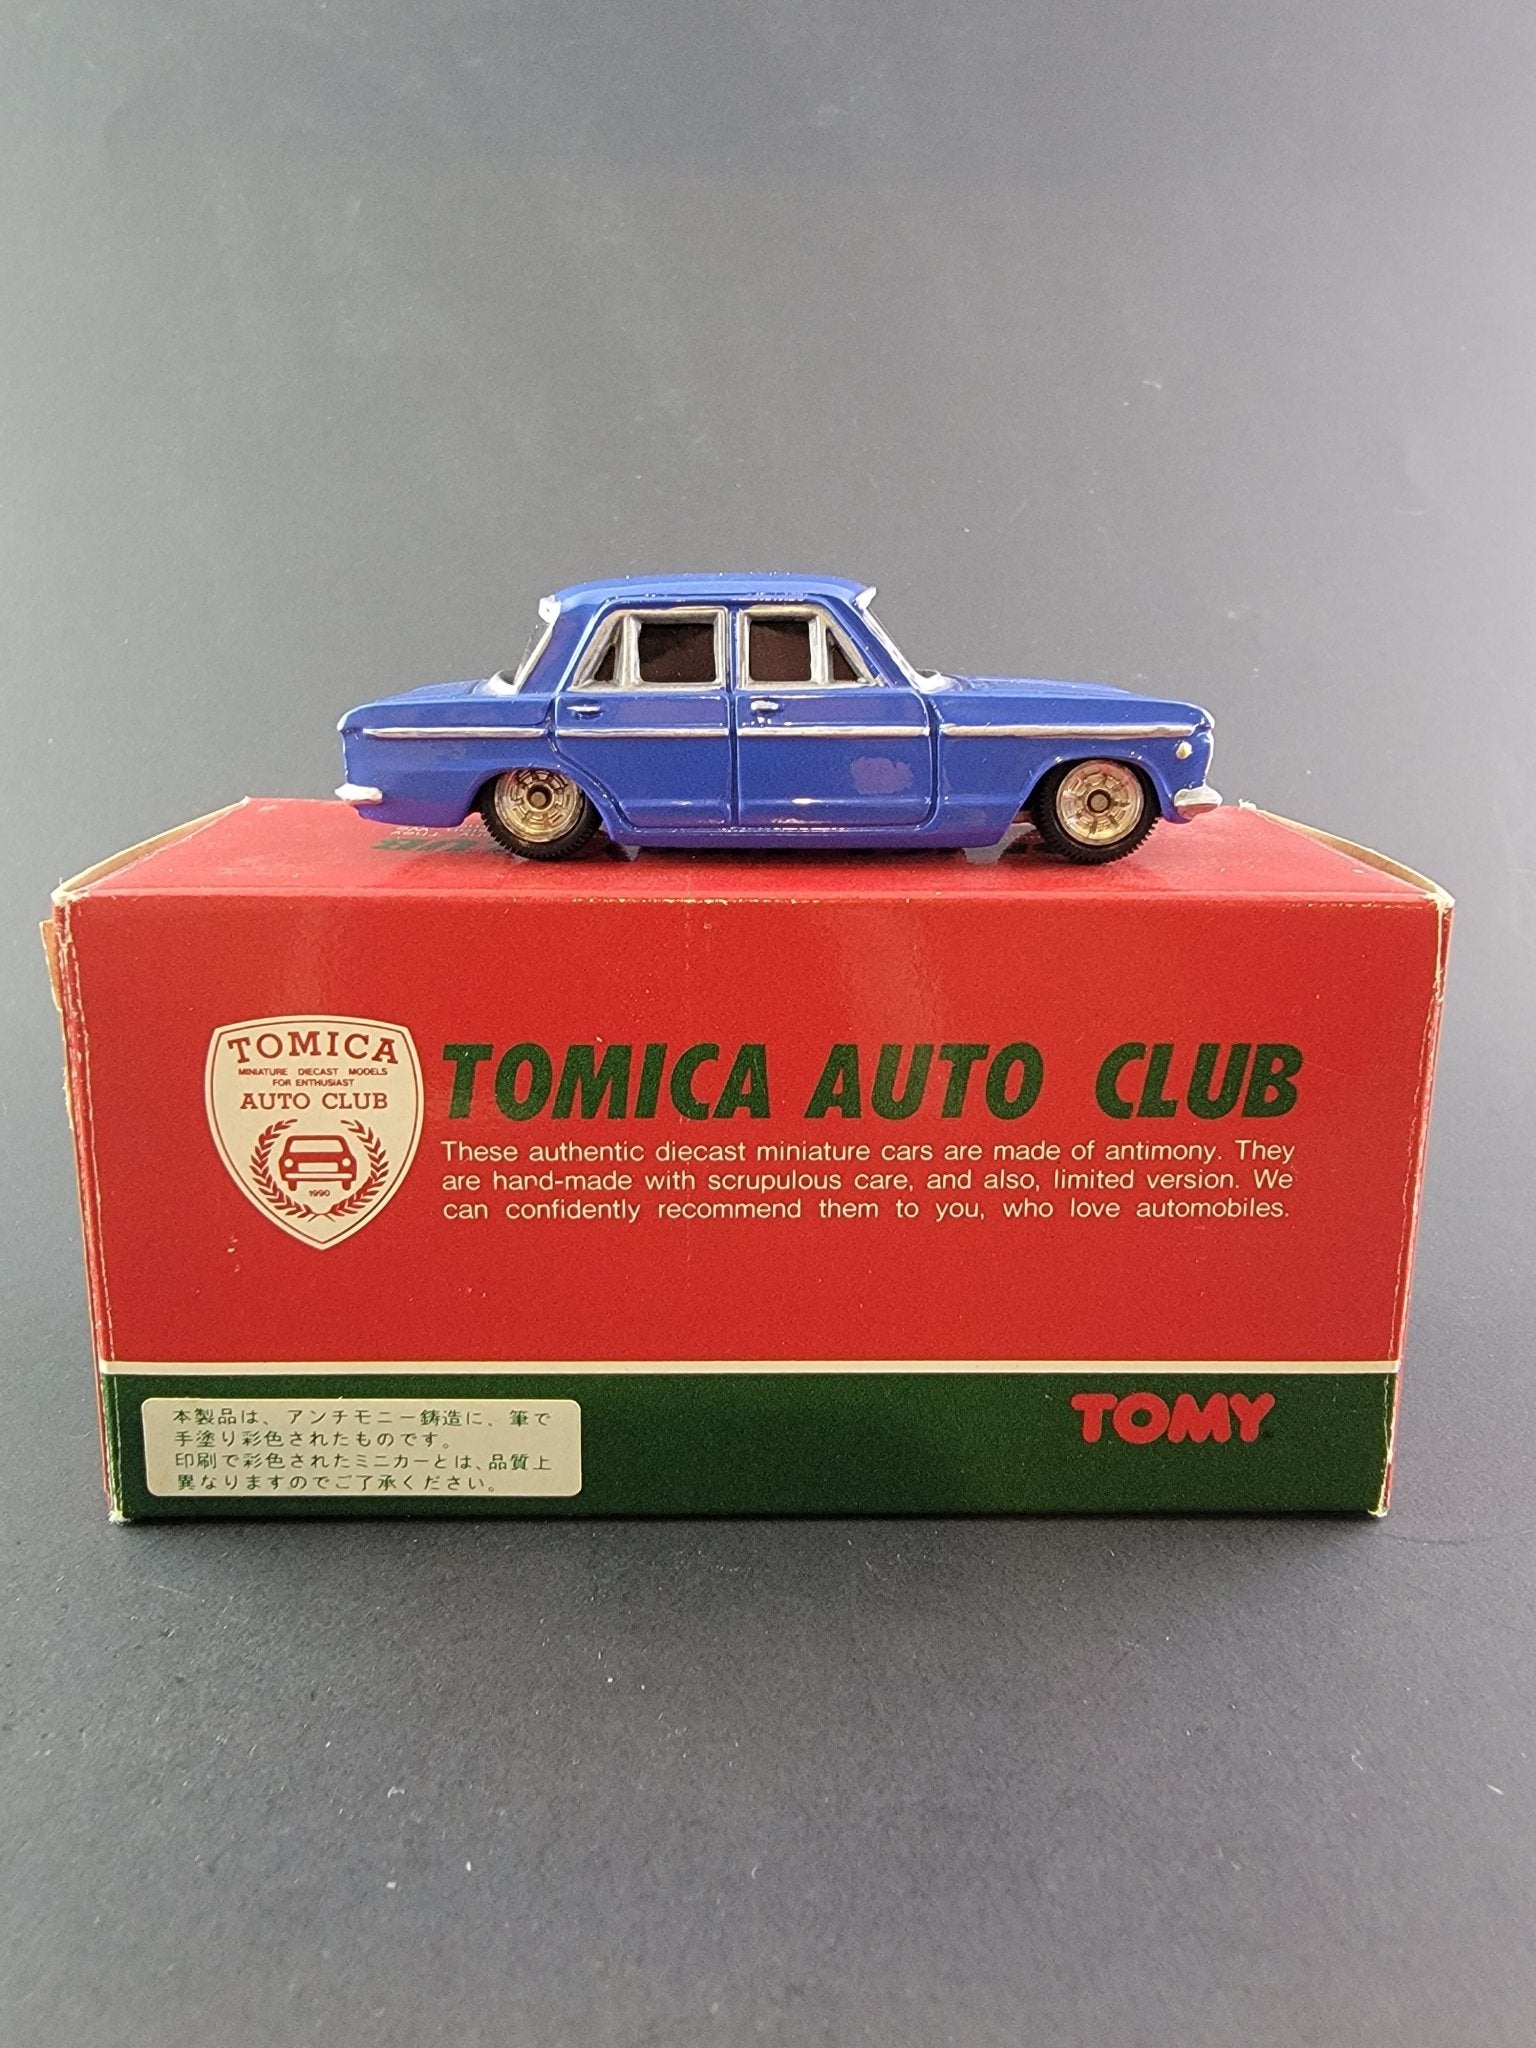 TOMICA
MINIATURE DIECAST MODELS
FOR ENTHUSIAST
AUTO CLUB
1990
TOMICA AUTO CLUB
These authentic diecast miniature cars are made of antimony. They
are hand-made with scrupulous care, and also, limited version. We
can confidently recommend them to you, who love automobiles.
TOMY
本製品は、アンチモニー鋳造に、筆で
手塗り彩色されたものです。
印刷で彩色されたミニカーとは、品質上
異なりますのでご了承ください。